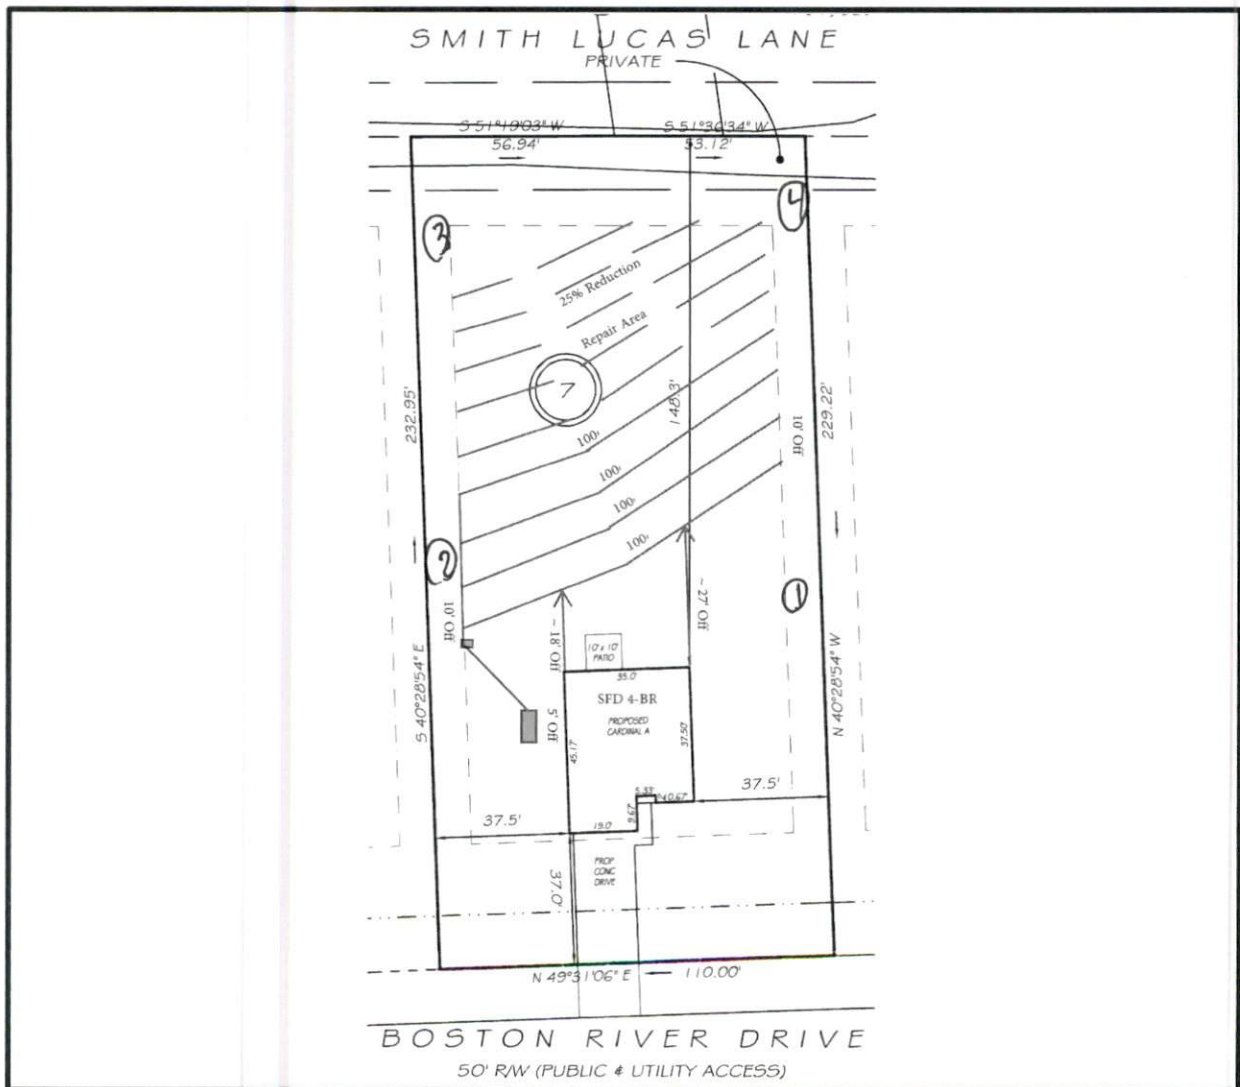 SMITH LUCAS LANE
PRIVATE
S 51°19'03" W
S 51°36'34" W
56.94'
53.12'
4
3
25% Reduction
Repair Area
7
148.3'
232.95'
229.22'
10' Off
100'
100'
100'
100'
2
1
10' Off
~ 18' Off
~ 27' Off
10' x 10'
PATIO
35.0'
SFD 4-BR
PROPOSED
CARDINAL A
5' Off
45.17'
37.50'
S 40°28'54" E
N 40°28'54" W
5.33'
10.67'
9.67'
19.0'
37.5'
37.5'
PROP
CONC
DRIVE
37.0'
N 49°31'06" E
110.00'
BOSTON RIVER DRIVE
50' R/W (PUBLIC & UTILITY ACCESS)